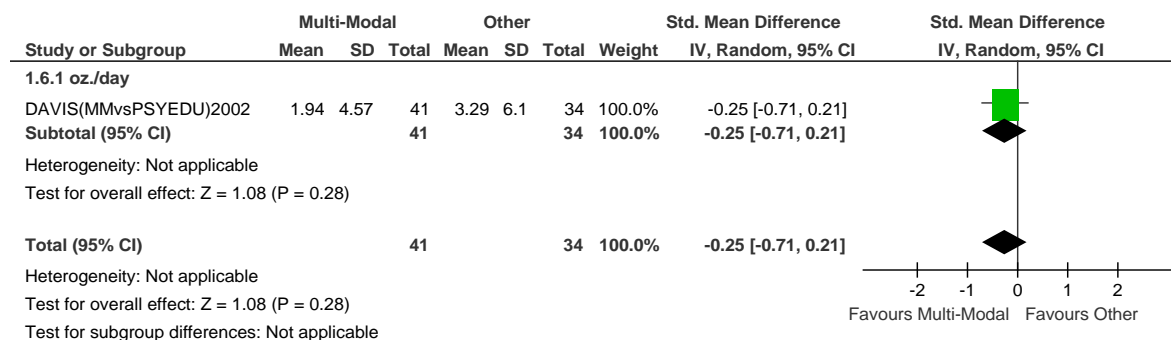 Multi-Modal Other Std. Mean Difference Std. Mean Difference
Study or Subgroup Mean SD Total Mean SD Total Weight IV, Random, 95% CI IV, Random, 95% CI
1.6.1 oz./day
DAVIS(MMvsPSYEDU)2002 1.94 4.57 41 3.29 6.1 34 100.0% -0.25 [-0.71, 0.21]
Subtotal (95% CI) 41 34 100.0% -0.25 [-0.71, 0.21]
Heterogeneity: Not applicable
Test for overall effect: Z = 1.08 (P = 0.28)
Total (95% CI) 41 34 100.0% -0.25 [-0.71, 0.21]
Heterogeneity: Not applicable
-2 -1 0 1 2
Test for overall effect: Z = 1.08 (P = 0.28)
Favours Multi-Modal Favours Other
Test for subgroup differences: Not applicable